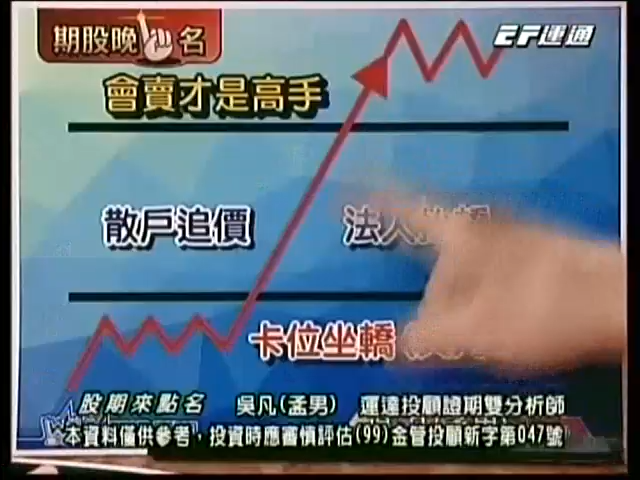 期股晚 名
EF運通
會賣才是高手
散戶追價
法人
卡位坐轎
股期來點名 吳凡(孟男) 運達投顧證期雙分析師
本資料僅供參考，投資時應審慎評估(99)金管投顧新字第047號